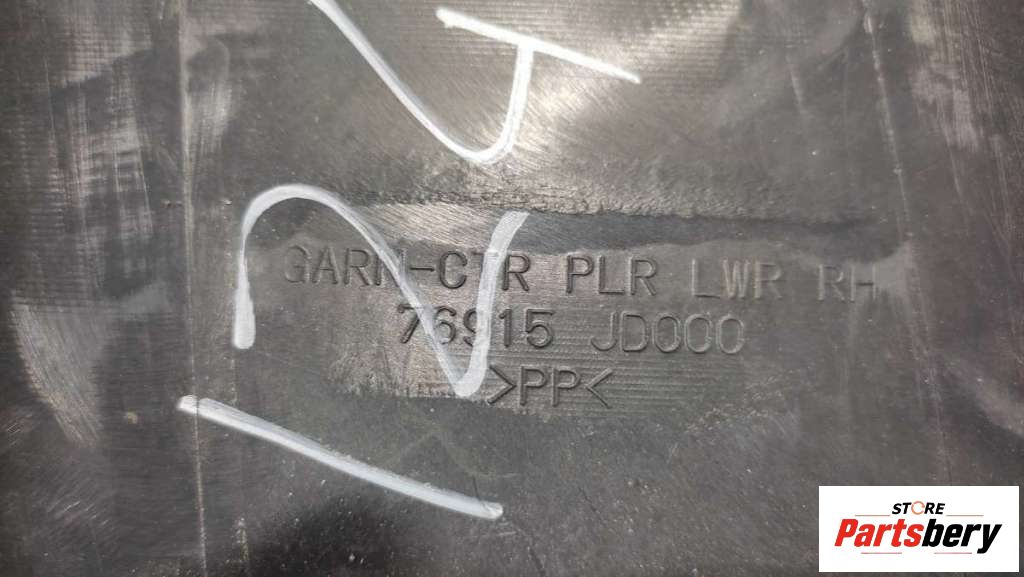 GARN-CTR PLR LWR RH
76915 JD000
>PP<
STORE
Partsbery